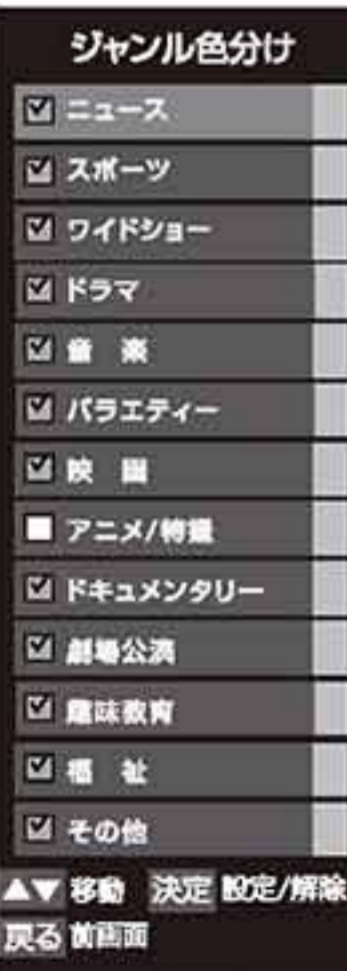 ジャンル色分け
ニュース
スポーツ
ワイドショー
ドラマ
音 楽
バラエティー
映 画
アニメ/特撮
ドキュメンタリー
劇場公演
趣味教育
福 祉
その他
▲▼ 移動 決定 設定/解除
戻る 前画面